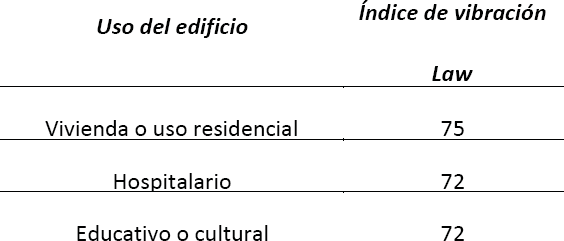 Uso del edificio Índice de vibración
Law
Vivienda o uso residencial 75
Hospitalario 72
Educativo o cultural 72